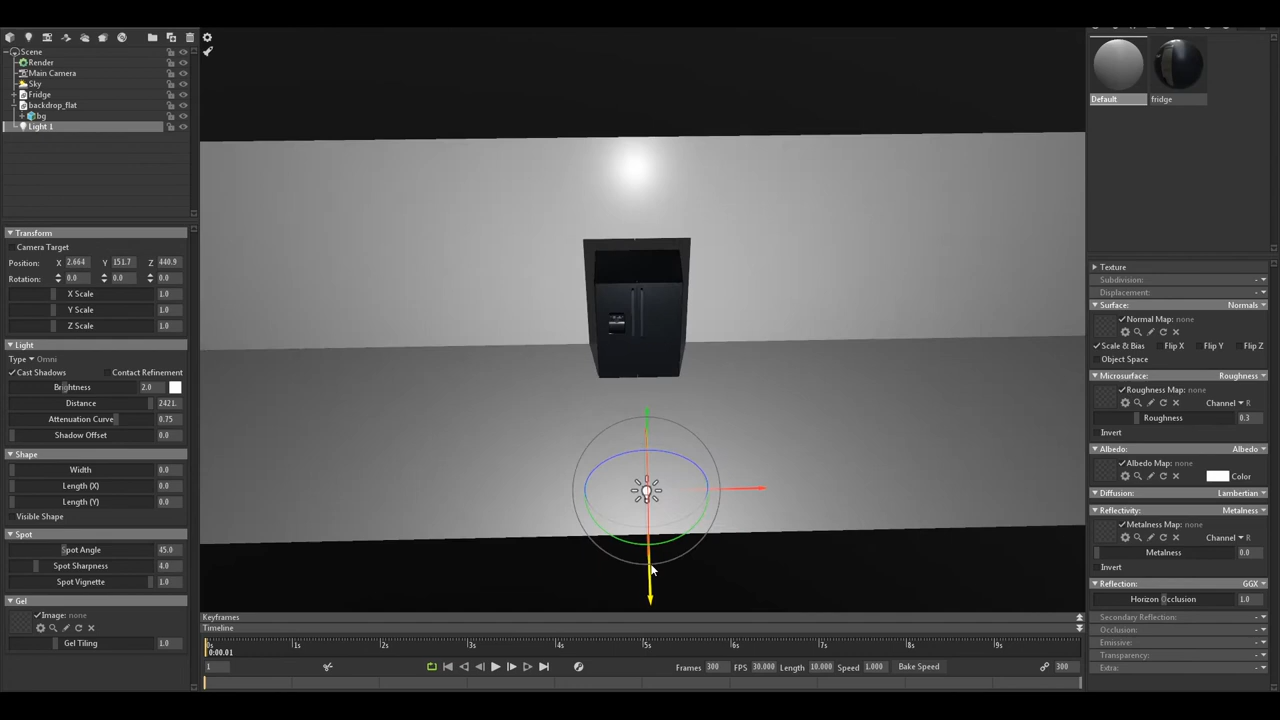 Scene
Render
Main Camera
Sky
Fridge
backdrop_flat
bg
Light 1
Transform
Camera Target
Position: X 2.664 Y 151.7 Z 440.9
Rotation: 0.0 0.0 0.0
X Scale 1.0
Y Scale 1.0
Z Scale 1.0
Light
Type Omni
Cast Shadows Contact Refinement
Brightness 2.0
Distance 2421.
Attenuation Curve 0.75
Shadow Offset 0.0
Shape
Width 0.0
Length (X) 0.0
Length (Y) 0.0
Visible Shape
Spot
Spot Angle 45.0
Spot Sharpness 4.0
Spot Vignette 1.0
Gel
Image: none
Gel Tiling 1.0
Keyframes
Timeline
0s 1s 2s 3s 4s 5s 6s 7s 8s 9s
0:00.01
1 Frames 300 FPS 30.000 Length 10.000 Speed 1.000 Bake Speed 300
Default fridge
Texture
Subdivision: -
Displacement: -
Surface: Normals
Normal Map: none
Scale & Bias Flip X Flip Y Flip Z
Object Space
Microsurface: Roughness
Roughness Map: none
Channel R
Roughness 0.3
Invert
Albedo: Albedo
Albedo Map: none
Color
Diffusion: Lambertian
Reflectivity: Metalness
Metalness Map: none
Channel R
Metalness 0.0
Invert
Reflection: GGX
Horizon Occlusion 1.0
Secondary Reflection: -
Occlusion: -
Emissive: -
Transparency: -
Extra: -